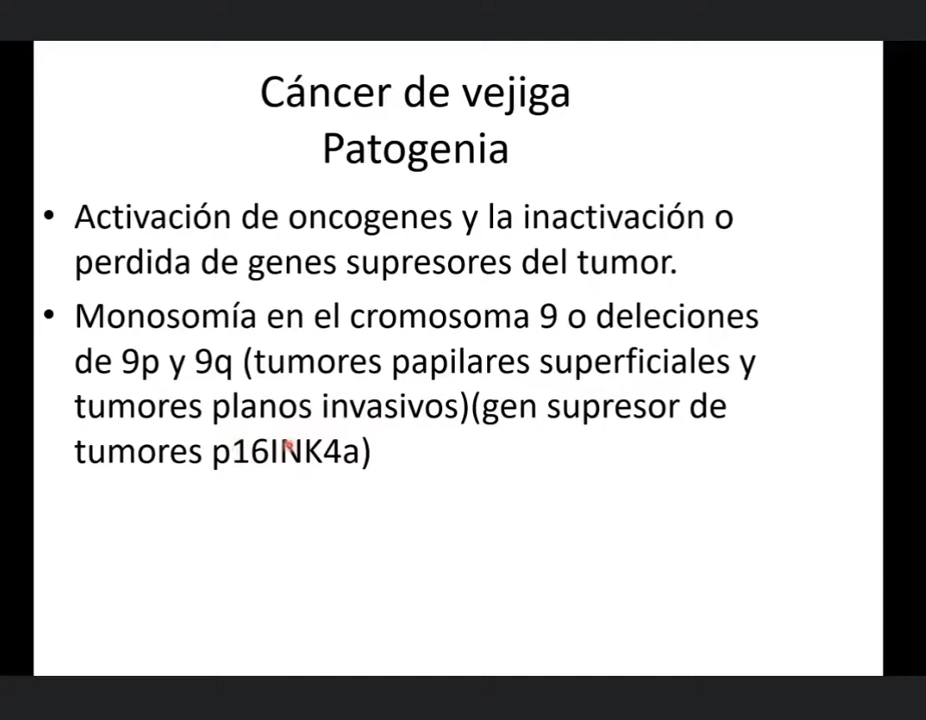 Cáncer de vejiga
Patogenia
• Activación de oncogenes y la inactivación o
perdida de genes supresores del tumor.
• Monosomía en el cromosoma 9 o deleciones
de 9p y 9q (tumores papilares superficiales y
tumores planos invasivos)(gen supresor de
tumores p16INK4a)